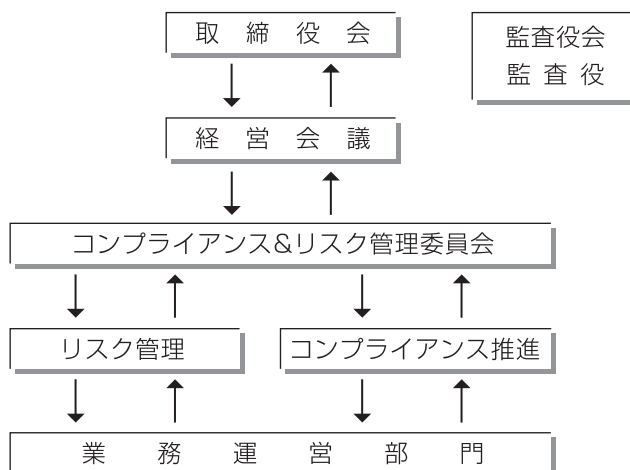 取締役会
監査役会
監査役
経営会議
コンプライアンス&リスク管理委員会
リスク管理
コンプライアンス推進
業務運営部門